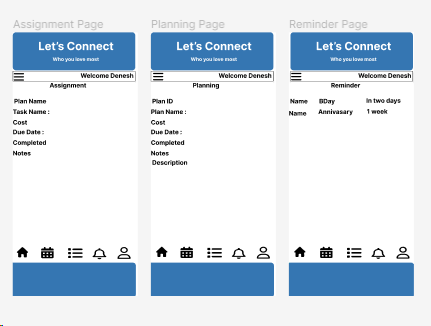 Assignment Page
Let's Connect
Who you love most
Welcome Denesh
Assignment
Plan Name
Task Name :
Cost
Due Date :
Completed
Notes
Planning Page
Let's Connect
Who you love most
Welcome Denesh
Planning
Plan ID
Plan Name :
Cost
Due Date :
Completed
Notes
Description
Reminder Page
Let's Connect
Who you love most
Welcome Denesh
Reminder
Name BDay In two days
Name Annivasary 1 week